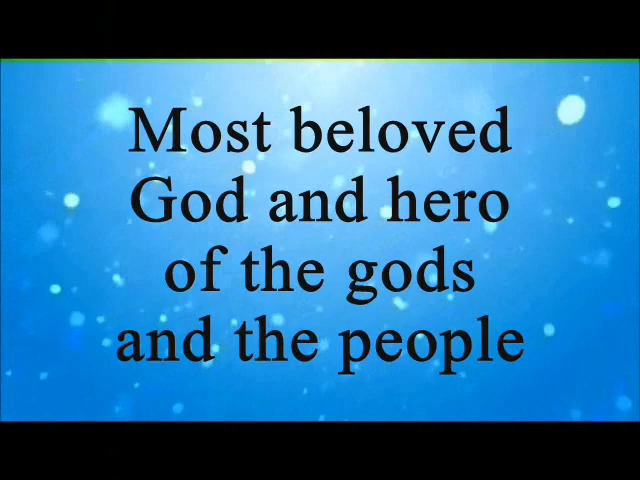 Most beloved
God and hero
of the gods
and the people